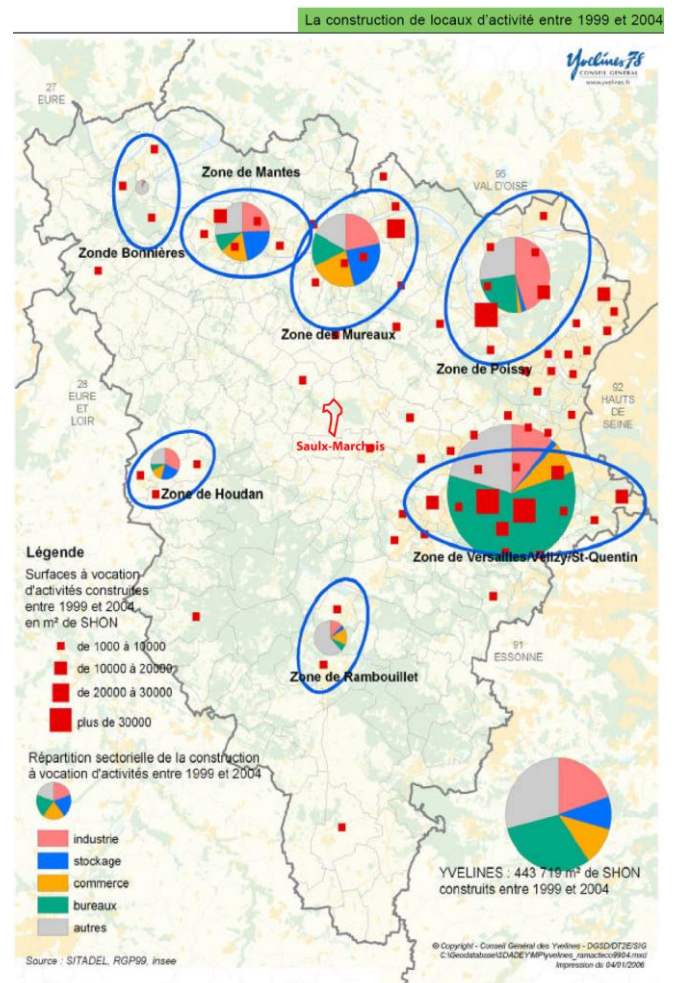 La construction de locaux d'activité entre 1999 et 2004
Yvelines 78
CONSEIL GENERAL
www.yvelines.fr
27
EURE
95
VAL D'OISE
Zone de Mantes
Zonde Bonnières
Zone des Mureaux
Zone de Poissy
28
EURE
ET
LOIR
92
HAUTS
DE
SEINE
Saulx-Marchais
Zone de Houdan
Zone de Versailles/Vélizy/St-Quentin
91
ESSONNE
Zone de Rambouillet
Légende
Surfaces à vocation
d'activités construites
entre 1999 et 2004
en m² de SHON
de 1000 à 10000
de 10000 à 20000
de 20000 à 30000
plus de 30000
Répartition sectorielle de la construction
à vocation d'activités entre 1999 et 2004
industrie
stockage
commerce
bureaux
autres
YVELINES : 443 719 m² de SHON
construits entre 1999 et 2004
Source : SITADEL, RGP99, Insee
© Copyright - Conseil Général des Yvelines - DGSD/DT2E/SIG
Impression du 04/01/2006